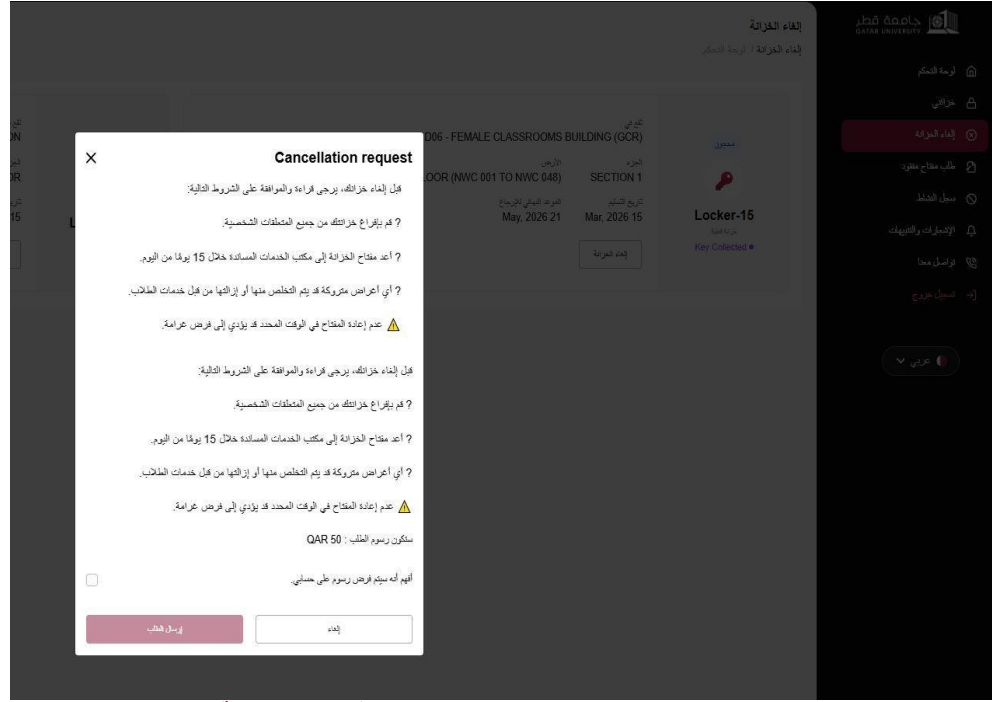 جامعة قطر
QATAR UNIVERSITY
لوحة التحكم
خزانتي
إلغاء الخزانة
طلب مفتاح مفقود
سجل النشاط
الإشعارات والتنبيهات
تواصل معنا
تسجيل خروج
عربي
إلغاء الخزانة
إلغاء الخزانة / لوحة التحكم
محجوز
Locker-15
Key Collected
تقع في
D06 - FEMALE CLASSROOMS BUILDING (GCR)
الجزء
SECTION 1
الأرض
LOOR (NWC 001 TO NWC 048)
تاريخ التسليم
Mar, 2026 15
الموعد النهائي للإرجاع
May, 2026 21
إلغاء الخزانة
Cancellation request
قبل إلغاء خزانتك، يرجى قراءة والموافقة على الشروط التالية:
? قم بإفراغ خزانتك من جميع المتعلقات الشخصية.
? أعد مفتاح الخزانة إلى مكتب الخدمات المساندة خلال 15 يومًا من اليوم.
? أي أغراض متروكة قد يتم التخلص منها أو إزالتها من قبل خدمات الطلاب.
⚠ عدم إعادة المفتاح في الوقت المحدد قد يؤدي إلى فرض غرامة.
قبل إلغاء خزانتك، يرجى قراءة والموافقة على الشروط التالية:
? قم بإفراغ خزانتك من جميع المتعلقات الشخصية.
? أعد مفتاح الخزانة إلى مكتب الخدمات المساندة خلال 15 يومًا من اليوم.
? أي أغراض متروكة قد يتم التخلص منها أو إزالتها من قبل خدمات الطلاب.
⚠ عدم إعادة المفتاح في الوقت المحدد قد يؤدي إلى فرض غرامة.
ستكون رسوم الطلب : QAR 50
أفهم أنه سيتم فرض رسوم على حسابي.
إلغاء
إرسال الطلب